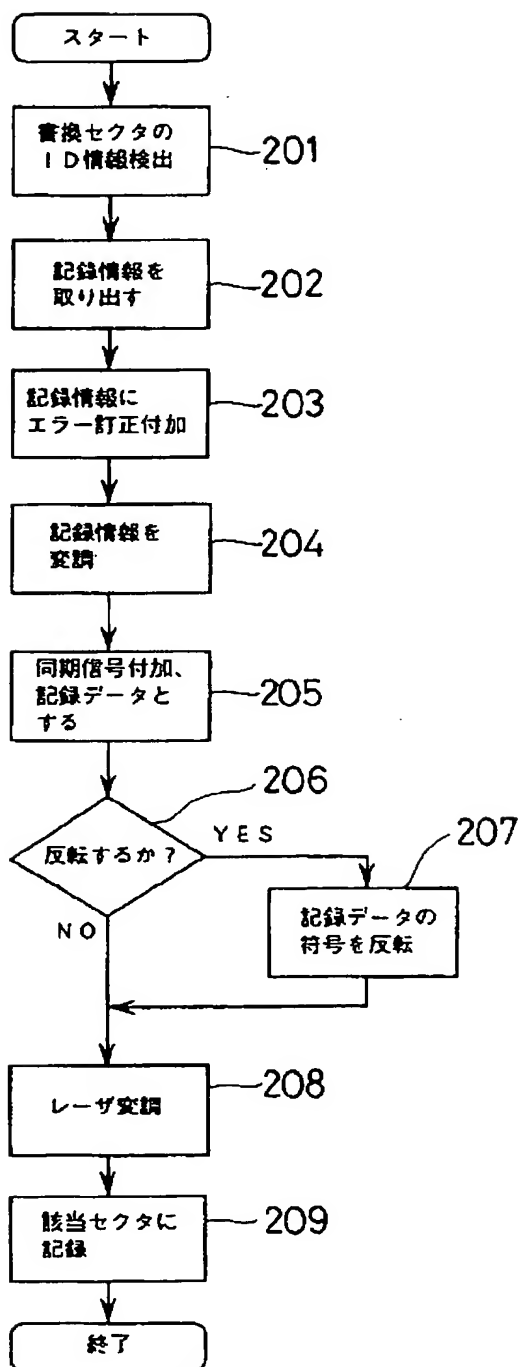 スタート
書換セクタの
ID情報検出
201
記録情報を
取り出す
202
記録情報に
エラー訂正付加
203
記録情報を
変調
204
同期信号付加、
記録データと
する
205
206
反転するか?
YES
NO
207
記録データの
符号を反転
レーザ変調
208
該当セクタに
記録
209
終了